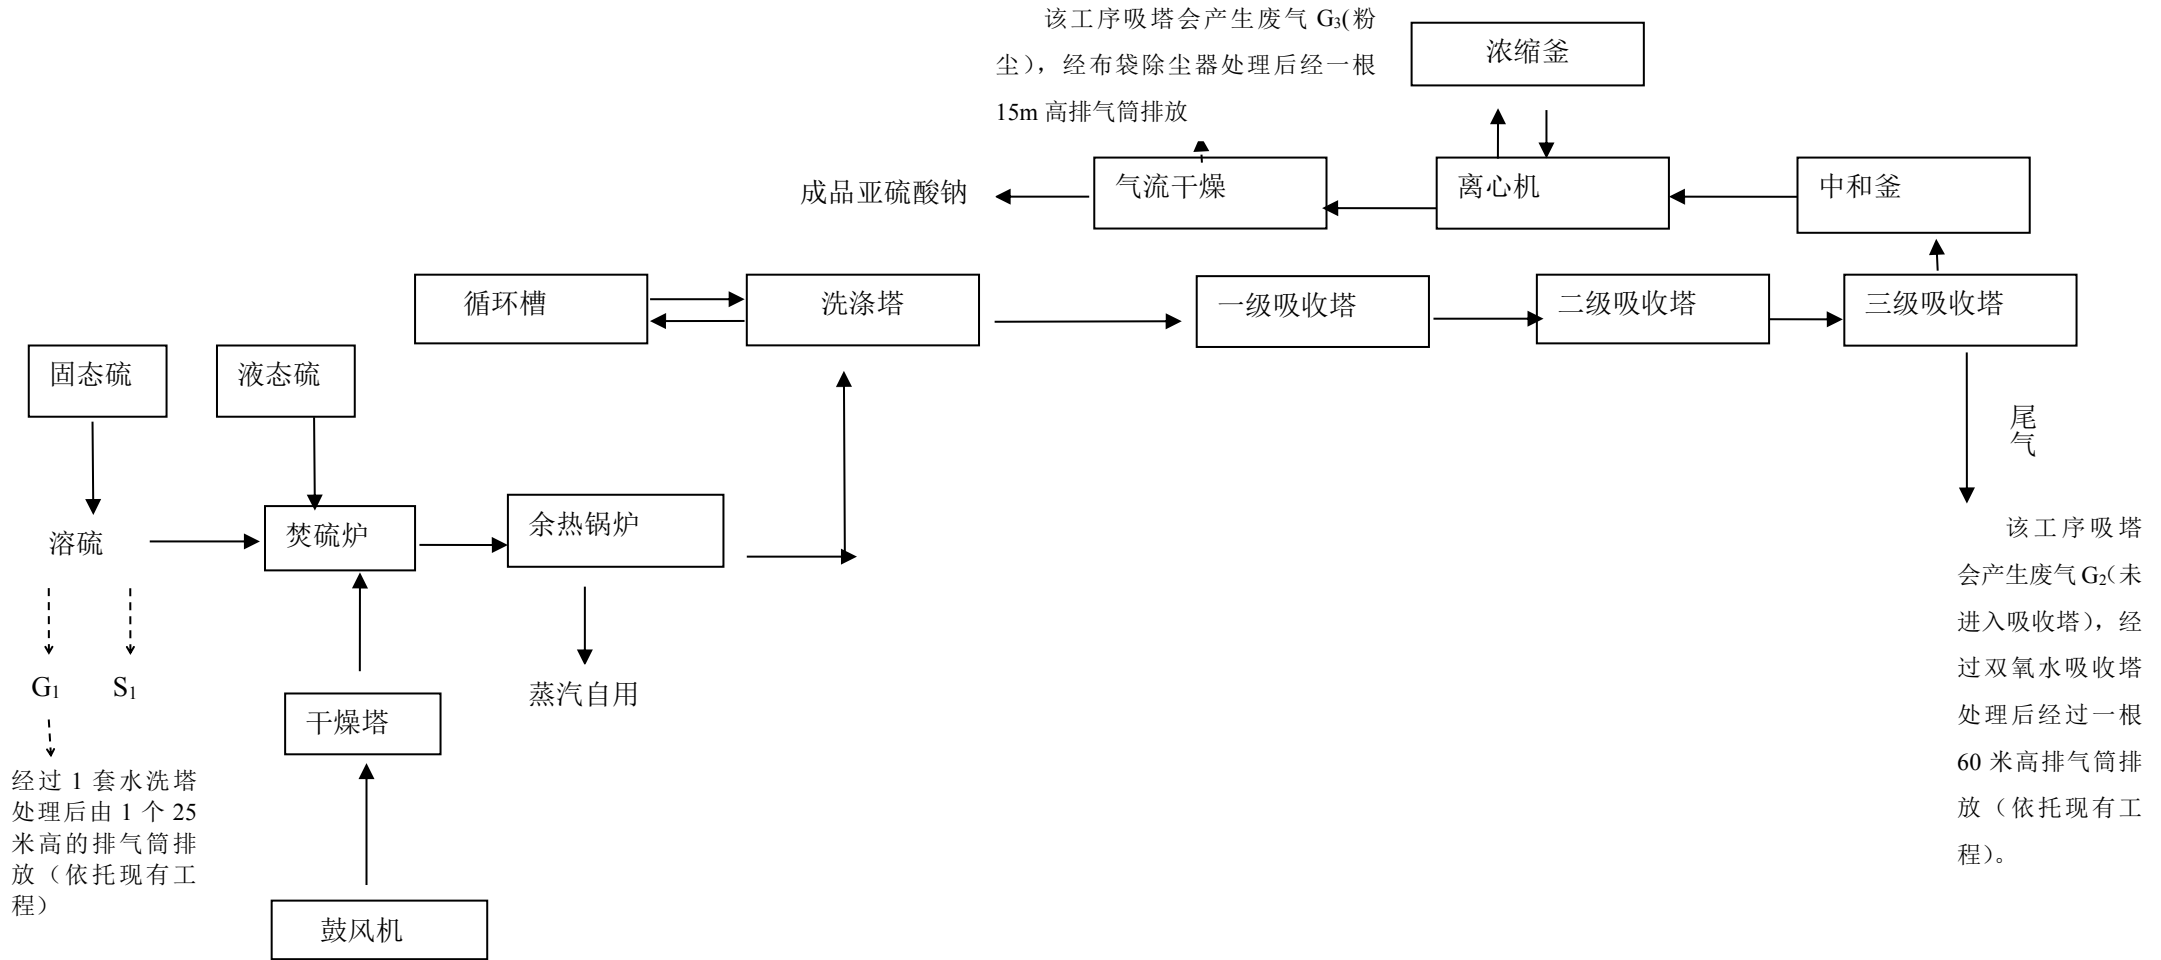 该工序吸塔会产生废气 G3(粉
尘），经布袋除尘器处理后经一根
15m 高排气筒排放
浓缩釜
成品亚硫酸钠
气流干燥
离心机
中和釜
循环槽
洗涤塔
一级吸收塔
二级吸收塔
三级吸收塔
固态硫
液态硫
尾气
溶硫
焚硫炉
余热锅炉
该工序吸塔
会产生废气 G2（未
进入吸收塔），经
过双氧水吸收塔
处理后经过一根
60 米高排气筒排
放（依托现有工
程）。
G1
S1
蒸汽自用
干燥塔
经过 1 套水洗塔
处理后由 1 个 25
米高的排气筒排
放（依托现有工
程）
鼓风机